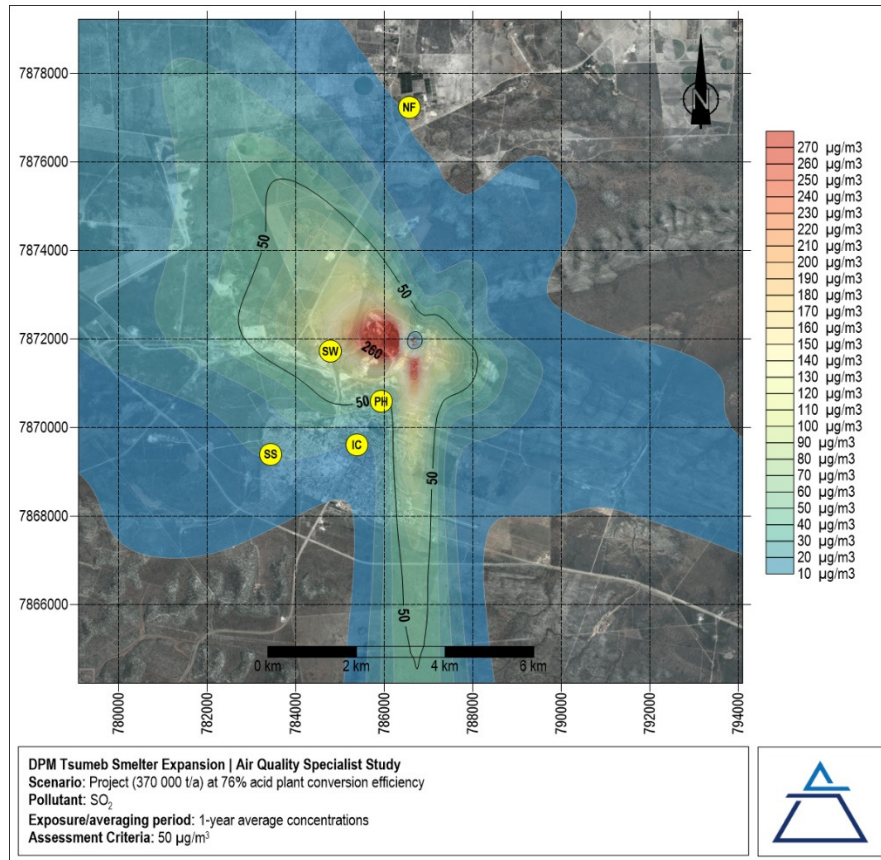 7878000
7876000
7874000
7872000
7870000
7868000
7866000
NF
N
50
50
SW
260
50
PH
IC
SS
50
50
0 km 2 km 4 km 6 km
780000
782000
784000
786000
788000
790000
792000
794000
270 µg/m3
260 µg/m3
250 µg/m3
240 µg/m3
230 µg/m3
220 µg/m3
210 µg/m3
200 µg/m3
190 µg/m3
180 µg/m3
170 µg/m3
160 µg/m3
150 µg/m3
140 µg/m3
130 µg/m3
120 µg/m3
110 µg/m3
100 µg/m3
90 µg/m3
80 µg/m3
70 µg/m3
60 µg/m3
50 µg/m3
40 µg/m3
30 µg/m3
20 µg/m3
10 µg/m3
DPM Tsumeb Smelter Expansion | Air Quality Specialist Study
Scenario: Project (370 000 t/a) at 76% acid plant conversion efficiency
Pollutant: SO₂
Exposure/averaging period: 1-year average concentrations
Assessment Criteria: 50 µg/m³